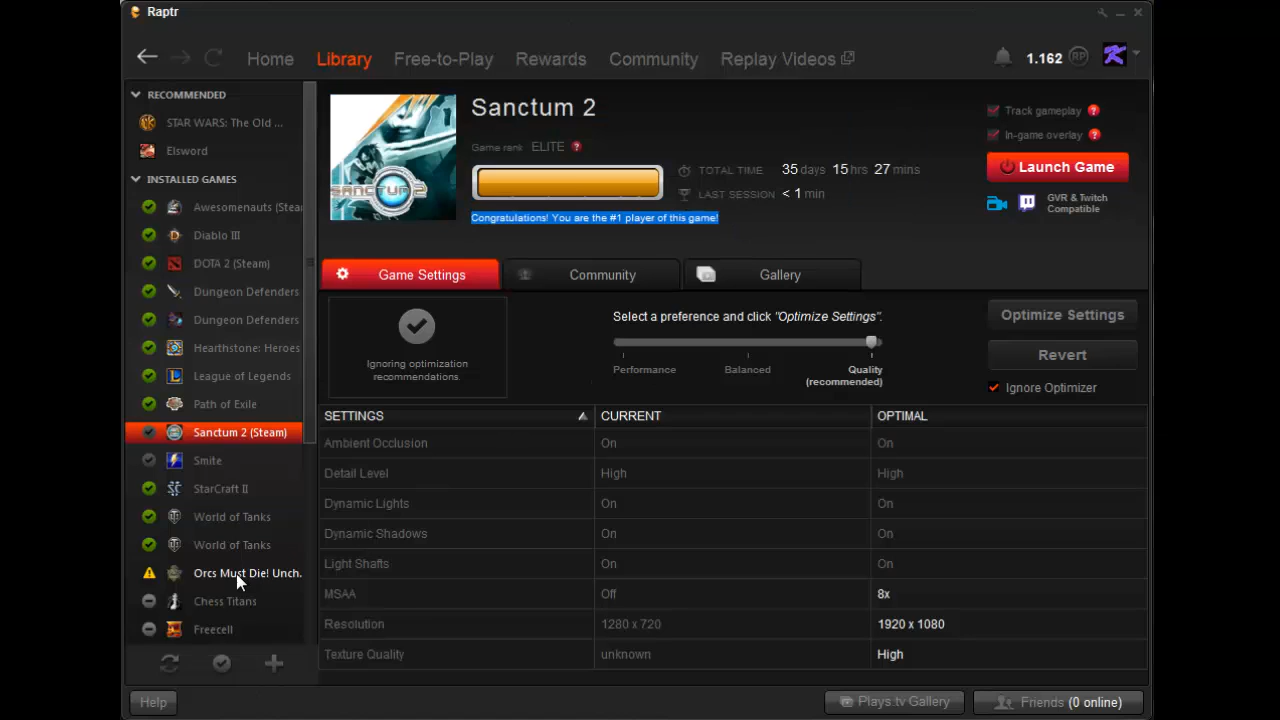 Raptr
Home Library Free-to-Play Rewards Community Replay Videos
1.162 RP
RECOMMENDED
STAR WARS: The Old ...
Elsword
INSTALLED GAMES
Awesomenauts (Stea
Diablo III
DOTA 2 (Steam)
Dungeon Defenders
Dungeon Defenders
Hearthstone: Heroes
League of Legends
Path of Exile
Sanctum 2 (Steam)
Smite
StarCraft II
World of Tanks
World of Tanks
Orcs Must Die! Unch.
Chess Titans
Freecell
SANCTUM 2
Sanctum 2
Game rank ELITE ?
Congratulations! You are the #1 player of this game!
TOTAL TIME 35 days 15 hrs 27 mins
LAST SESSION < 1 min
Track gameplay ?
In-game overlay ?
Launch Game
GVR & Twitch
Compatible
Game Settings Community Gallery
Ignoring optimization
recommendations.
Select a preference and click "Optimize Settings".
Performance Balanced Quality
(recommended)
Optimize Settings
Revert
Ignore Optimizer
SETTINGS CURRENT OPTIMAL
Ambient Occlusion On On
Detail Level High High
Dynamic Lights On On
Dynamic Shadows On On
Light Shafts On On
MSAA Off 8x
Resolution 1280 x 720 1920 x 1080
Texture Quality unknown High
Help Plays.tv Gallery Friends (0 online)